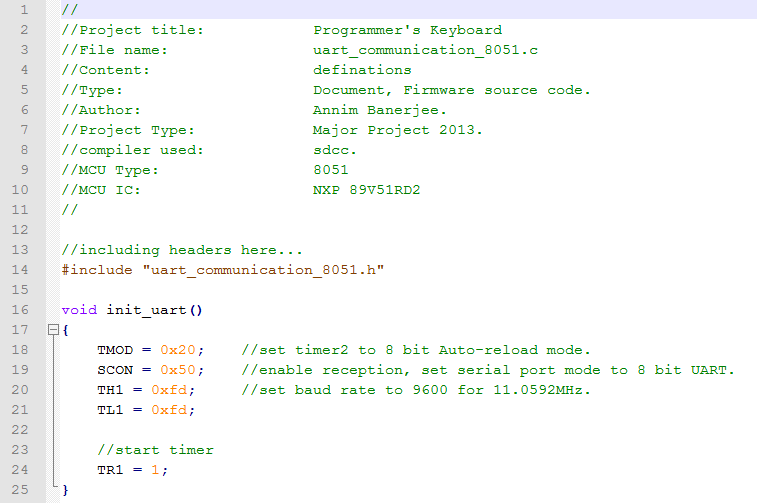 1 //
2 //Project title: Programmer's Keyboard
3 //File name: uart_communication_8051.c
4 //Content: definations
5 //Type: Document, Firmware source code.
6 //Author: Annim Banerjee.
7 //Project Type: Major Project 2013.
8 //compiler used: sdcc.
9 //MCU Type: 8051
10 //MCU IC: NXP 89V51RD2
11 //
12
13 //including headers here...
14 #include "uart_communication_8051.h"
15
16 void init_uart()
17 {
18 TMOD = 0x20; //set timer2 to 8 bit Auto-reload mode.
19 SCON = 0x50; //enable reception, set serial port mode to 8 bit UART.
20 TH1 = 0xfd; //set baud rate to 9600 for 11.0592MHz.
21 TL1 = 0xfd;
22
23 //start timer
24 TR1 = 1;
25 }